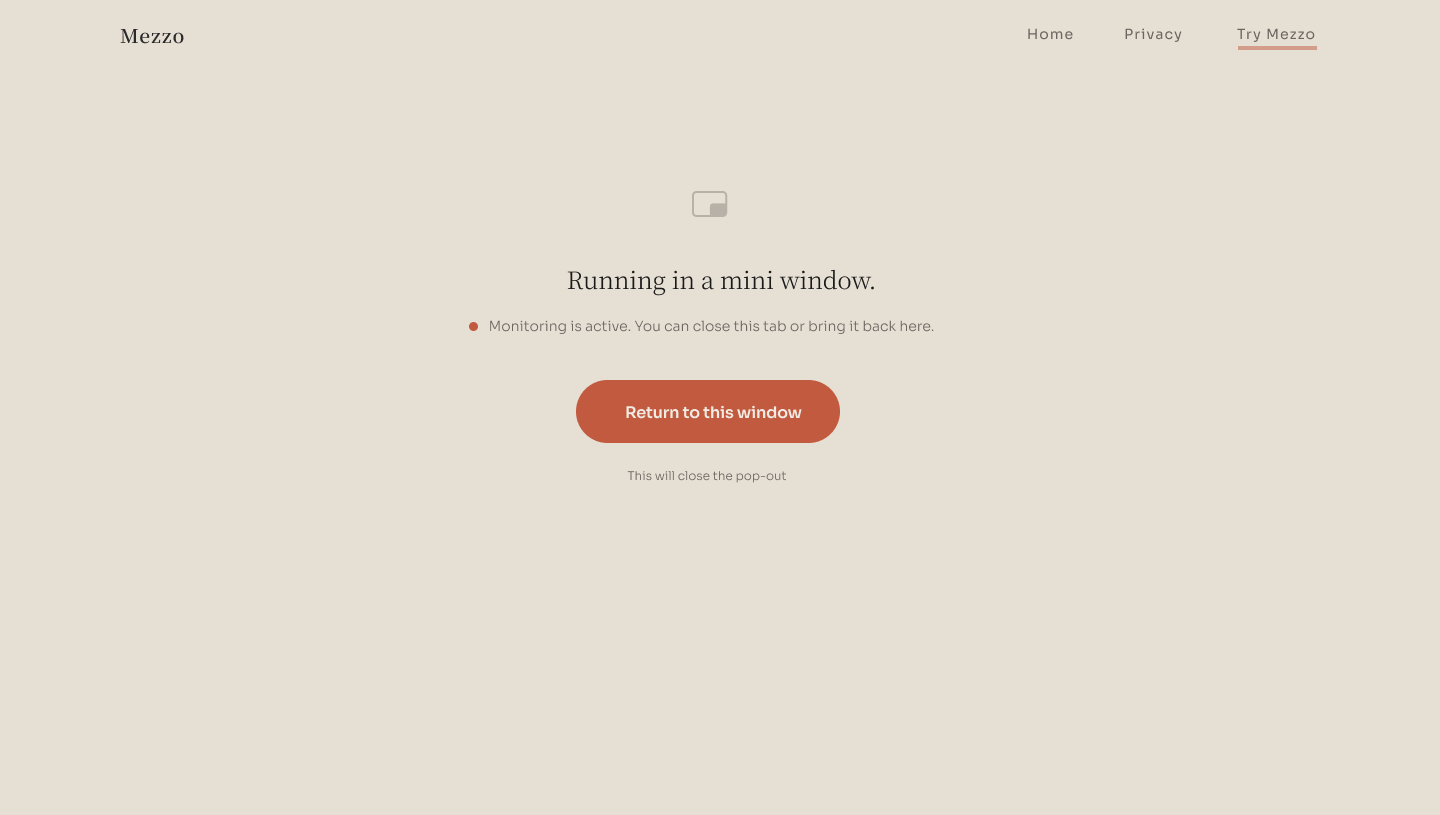 Mezzo
Home
Privacy
Try Mezzo
Running in a mini window.
Monitoring is active. You can close this tab or bring it back here.
Return to this window
This will close the pop-out